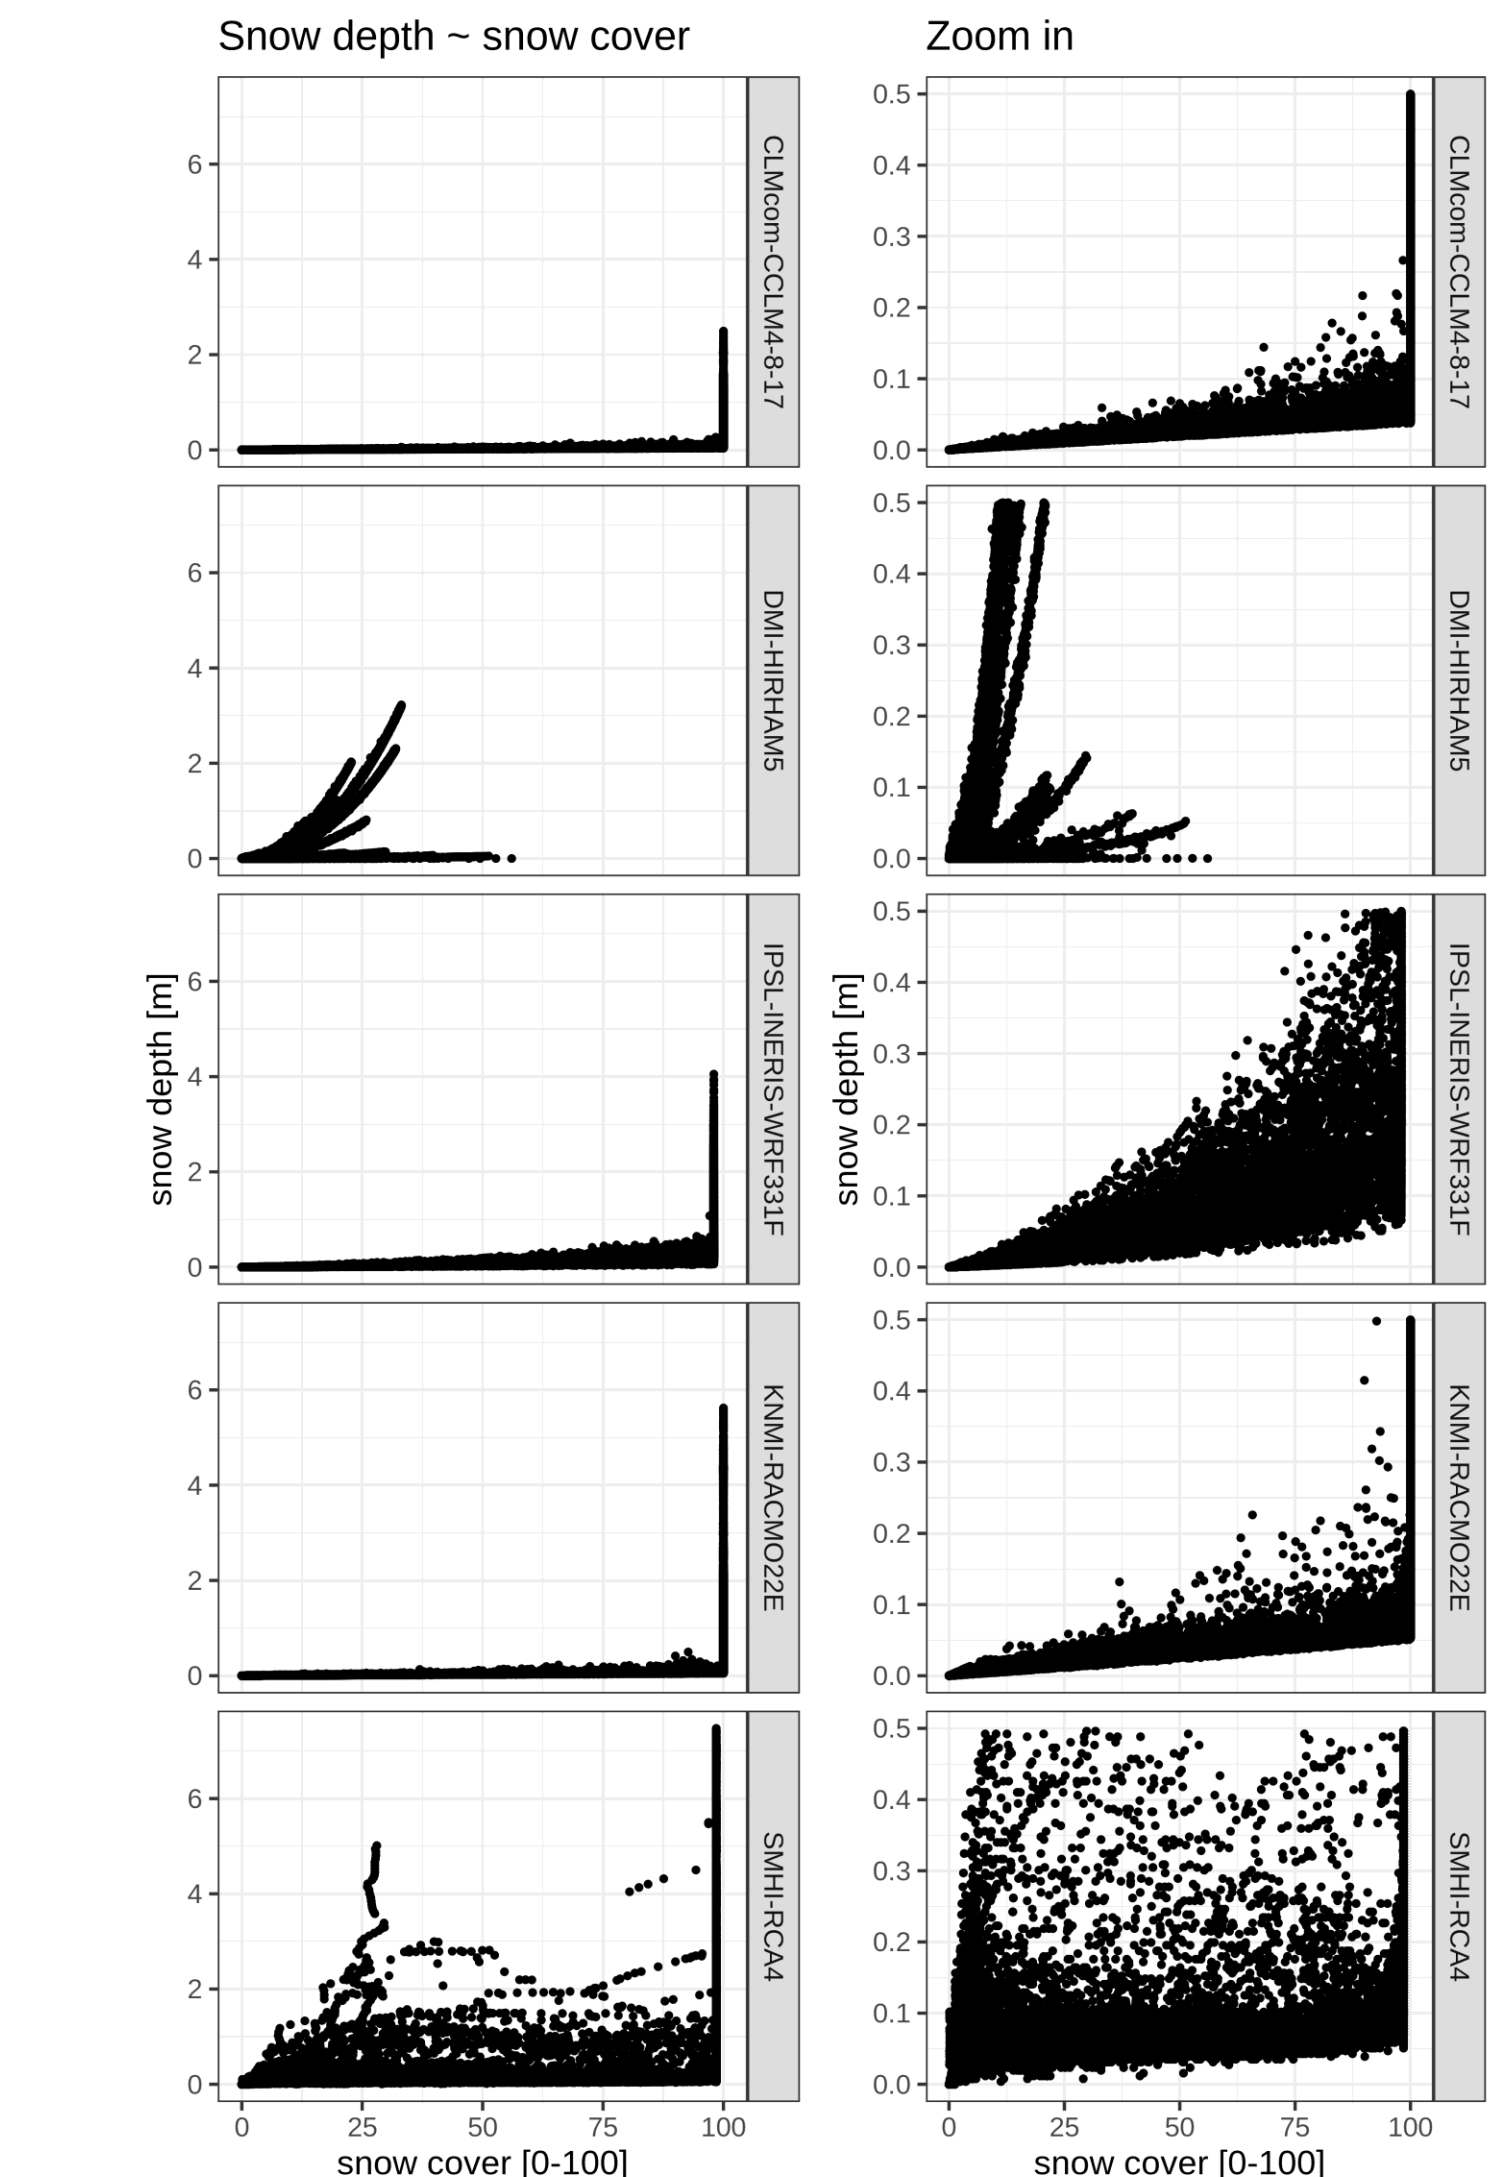 Snow depth ~ snow cover
Zoom in
6
4
2
0
CLMcom-CCLM4-8-17
0.5
0.4
0.3
0.2
0.1
0.0
CLMcom-CCLM4-8-17
6
4
2
0
DMI-HIRHAM5
0.5
0.4
0.3
0.2
0.1
0.0
DMI-HIRHAM5
snow depth [m]
6
4
2
0
IPSL-INERIS-WRF331F
snow depth [m]
0.5
0.4
0.3
0.2
0.1
0.0
IPSL-INERIS-WRF331F
6
4
2
0
KNMI-RACMO22E
0.5
0.4
0.3
0.2
0.1
0.0
KNMI-RACMO22E
6
4
2
0
SMHI-RCA4
0.5
0.4
0.3
0.2
0.1
0.0
SMHI-RCA4
0 25 50 75 100
0 25 50 75 100
snow cover [0-100]
snow cover [0-100]